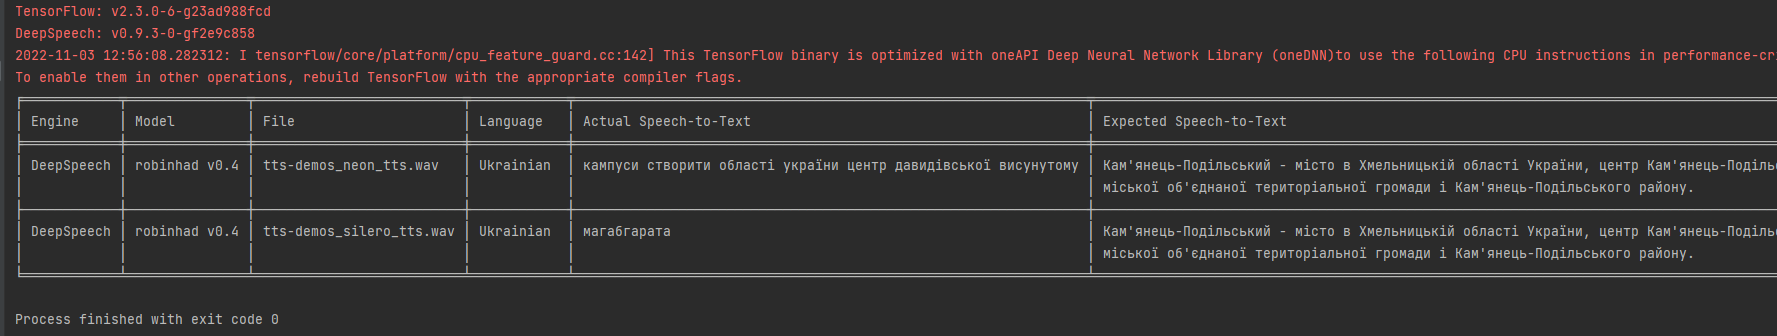 TensorFlow: v2.3.0-6-g23ad988fcd
DeepSpeech: v0.9.3-0-gf2e9c858
2022-11-03 12:56:08.282312: I tensorflow/core/platform/cpu_feature_guard.cc:142] This TensorFlow binary is optimized with oneAPI Deep Neural Network Library (oneDNN)to use the following CPU instructions in performance-cr
To enable them in other operations, rebuild TensorFlow with the appropriate compiler flags.
Engine Model File Language Actual Speech-to-Text Expected Speech-to-Text
DeepSpeech robinhad v0.4 tts-demos_neon_tts.wav Ukrainian кампуси створити області україни центр давидівської висунутому Кам'янець-Подільський - місто в Хмельницькій області України, центр Кам'янець-Поділь
міської об'єднаної територіальної громади і Кам'янець-Подільського району.
DeepSpeech robinhad v0.4 tts-demos_silero_tts.wav Ukrainian магабгарата Кам'янець-Подільський - місто в Хмельницькій області України, центр Кам'янець-Поділь
міської об'єднаної територіальної громади і Кам'янець-Подільського району.
Process finished with exit code 0